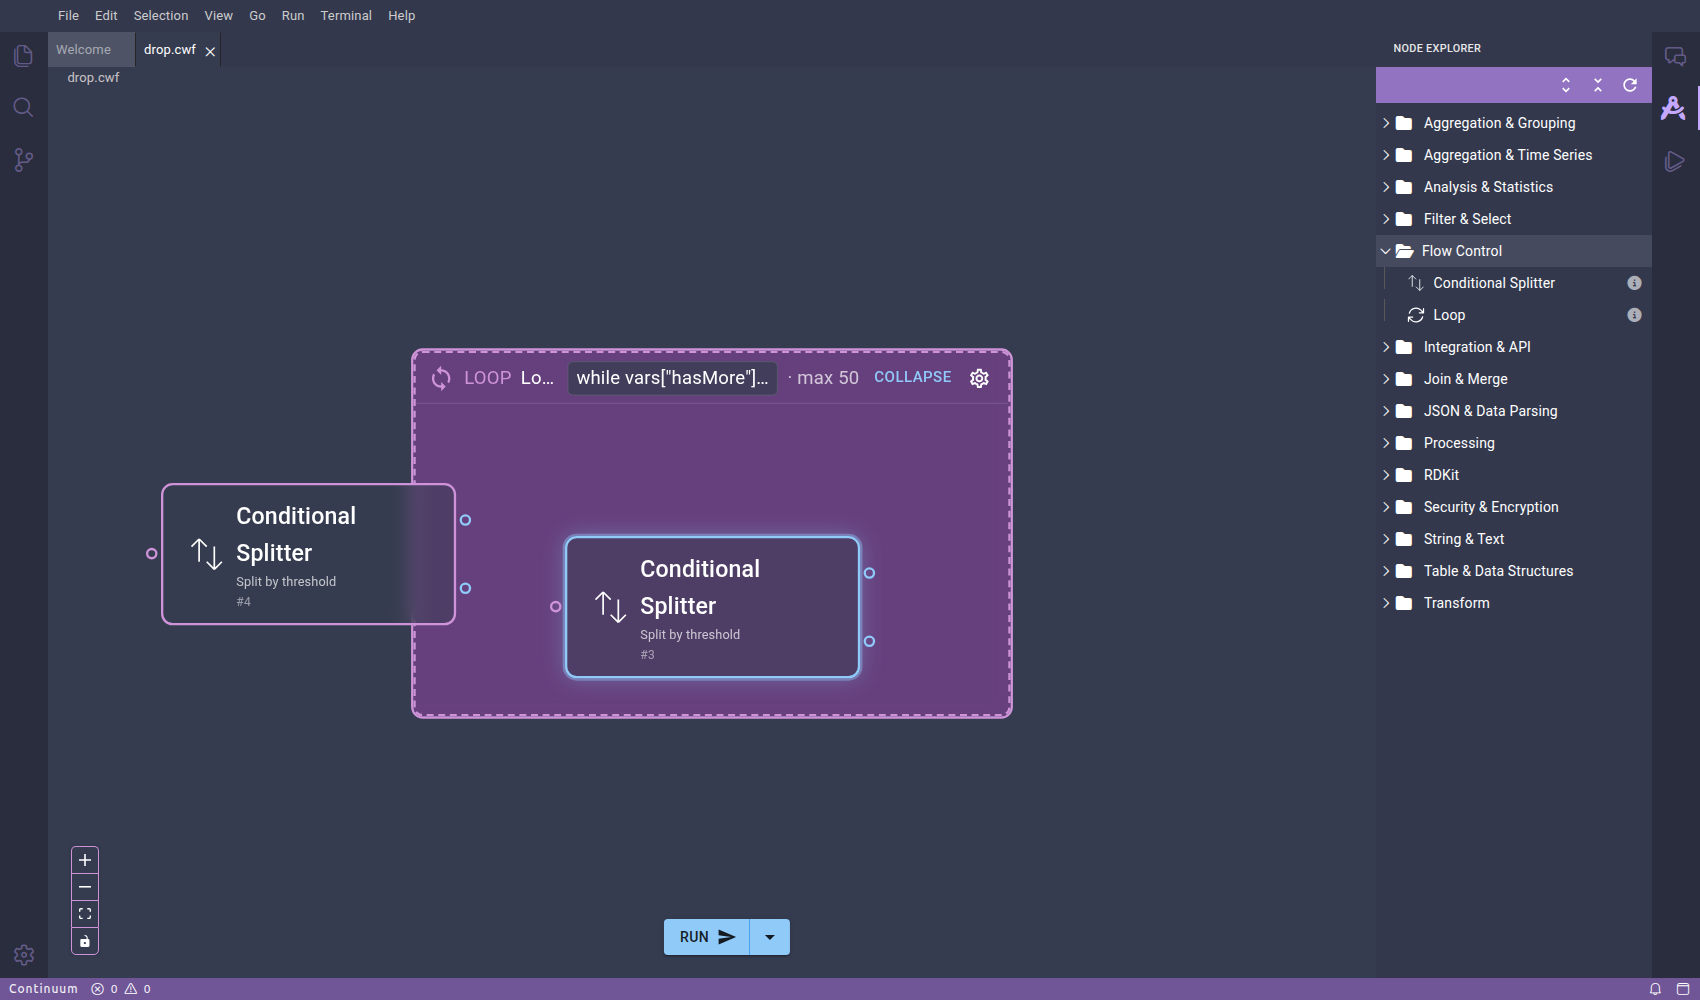 File Edit Selection View Go Run Terminal Help
Welcome drop.cwf
drop.cwf
LOOP Lo... while vars["hasMore"]... · max 50 COLLAPSE
Conditional
Splitter
Split by threshold
#4
Conditional
Splitter
Split by threshold
#3
RUN
NODE EXPLORER
Aggregation & Grouping
Aggregation & Time Series
Analysis & Statistics
Filter & Select
Flow Control
Conditional Splitter
Loop
Integration & API
Join & Merge
JSON & Data Parsing
Processing
RDKit
Security & Encryption
String & Text
Table & Data Structures
Transform
Continuum 0 0